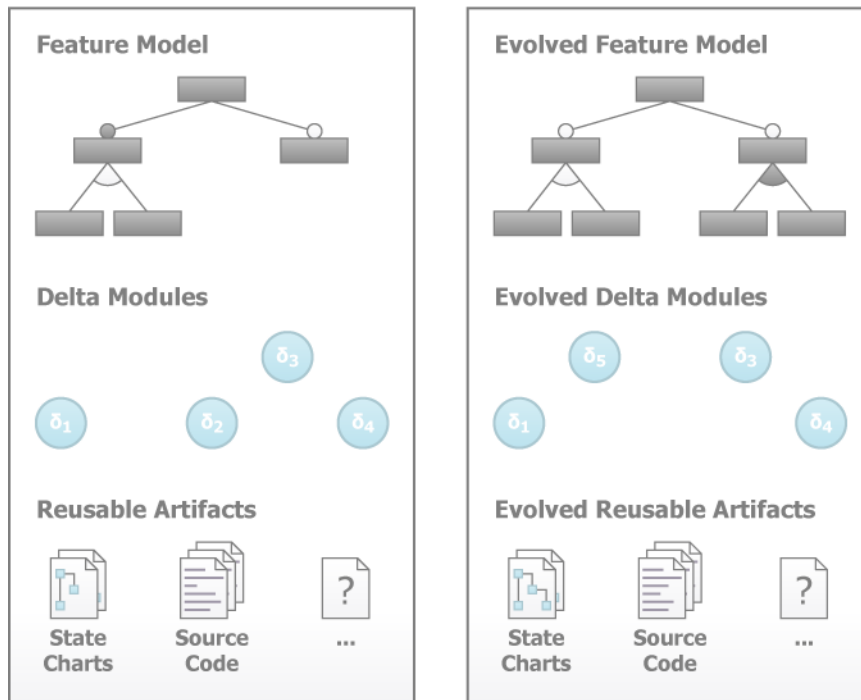 Feature Model
Delta Modules
δ3
δ1
δ2
δ4
Reusable Artifacts
?
State
Charts
Source
Code
...
Evolved Feature Model
Evolved Delta Modules
δ5
δ3
δ1
δ4
Evolved Reusable Artifacts
?
State
Charts
Source
Code
...